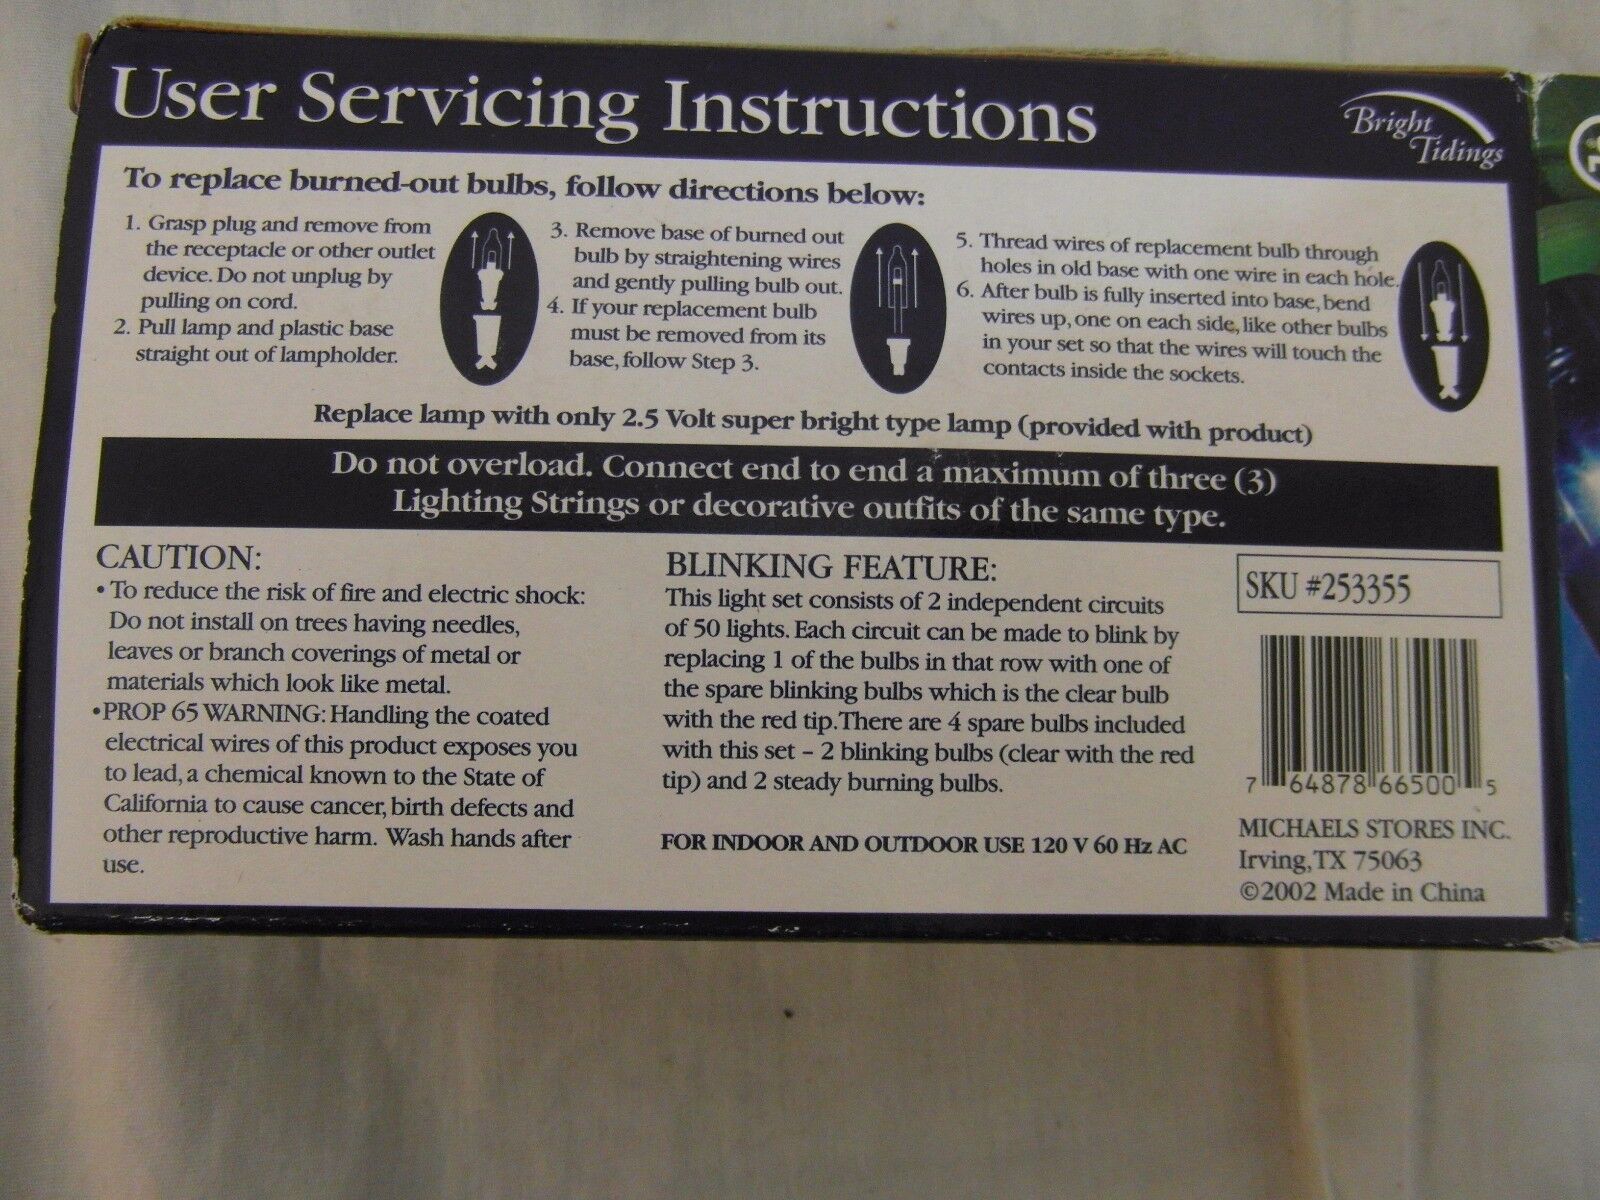 User Servicing Instructions
Bright
Tidings
To replace burned-out bulbs, follow directions below:
1. Grasp plug and remove from
the receptacle or other outlet
device. Do not unplug by
pulling on cord.
2. Pull lamp and plastic base
straight out of lampholder.
3. Remove base of burned out
bulb by straightening wires
and gently pulling bulb out.
4. If your replacement bulb
must be removed from its
base, follow Step 3.
5. Thread wires of replacement bulb through
holes in old base with one wire in each hole.
6. After bulb is fully inserted into base, bend
wires up, one on each side, like other bulbs
in your set so that the wires will touch the
contacts inside the sockets.
Replace lamp with only 2.5 Volt super bright type lamp (provided with product)
Do not overload. Connect end to end a maximum of three (3)
Lighting Strings or decorative outfits of the same type.
CAUTION:
• To reduce the risk of fire and electric shock:
Do not install on trees having needles,
leaves or branch coverings of metal or
materials which look like metal.
•PROP 65 WARNING: Handling the coated
electrical wires of this product exposes you
to lead, a chemical known to the State of
California to cause cancer, birth defects and
other reproductive harm. Wash hands after
use.
BLINKING FEATURE:
This light set consists of 2 independent circuits
of 50 lights. Each circuit can be made to blink by
replacing 1 of the bulbs in that row with one of
the spare blinking bulbs which is the clear bulb
with the red tip.There are 4 spare bulbs included
with this set – 2 blinking bulbs (clear with the red
tip) and 2 steady burning bulbs.
FOR INDOOR AND OUTDOOR USE 120 V 60 Hz AC
SKU #253355
7 64878 66500 5
MICHAELS STORES INC.
Irving, TX 75063
©2002 Made in China